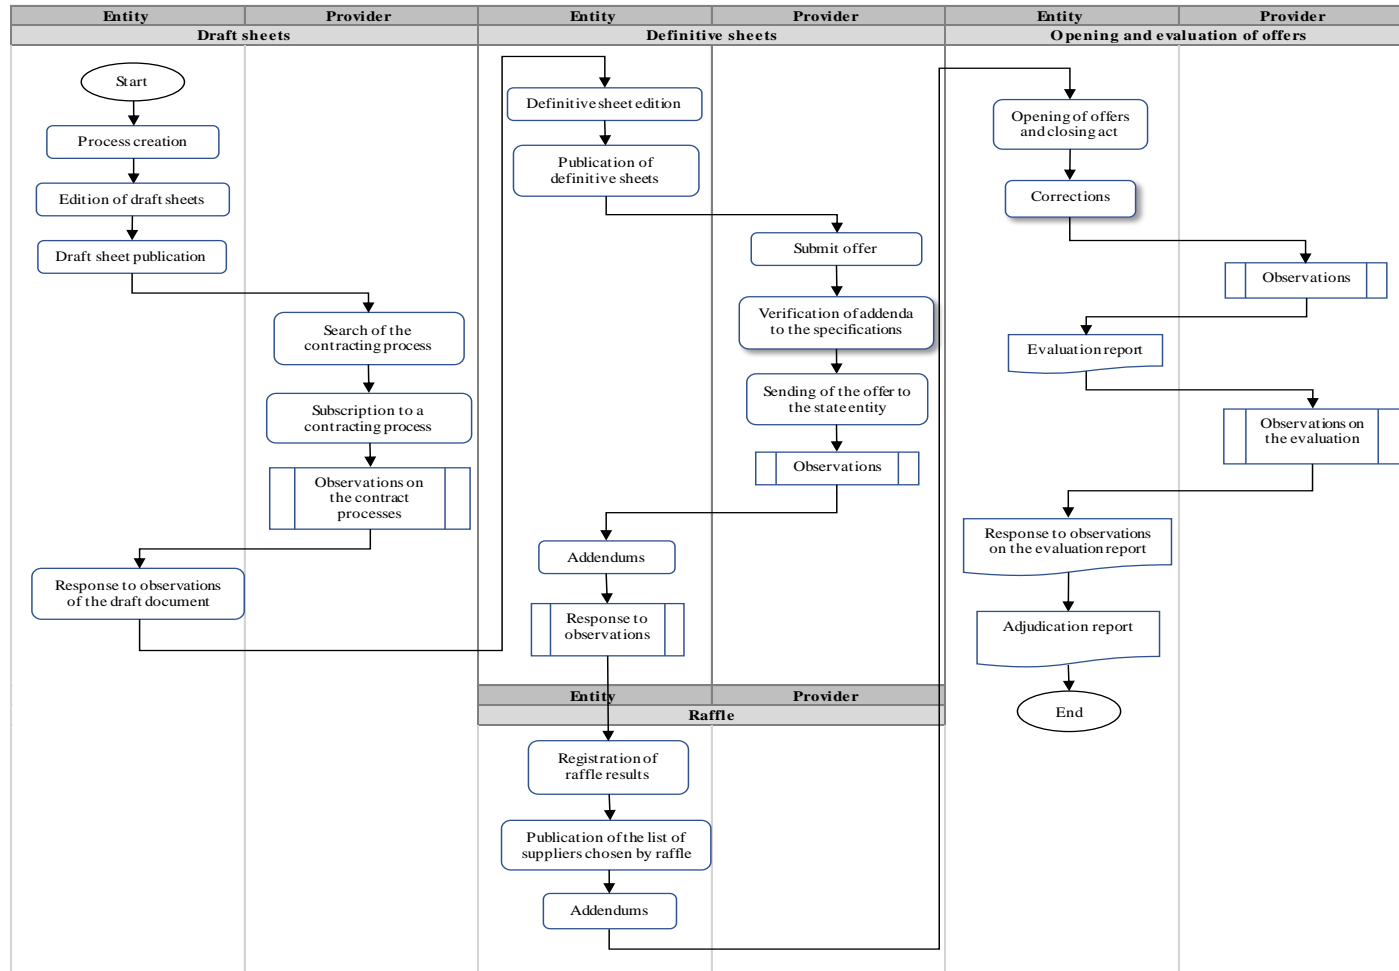 Entity
Provider
Draft sheets
Start
Process creation
Edition of draft sheets
Draft sheet publication
Search of the
contracting process
Subscription to a
contracting process
Observations on
the contract
processes
Response to observations
of the draft document
Entity
Provider
Definitive sheets
Definitive sheet edition
Publication of
definitive sheets
Submit offer
Verification of addenda
to the specifications
Sending of the offer to
the state entity
Observations
Addendums
Response to
observations
Entity
Provider
Raffle
Registration of
raffle results
Publication of the list of
suppliers chosen by raffle
Addendums
Entity
Provider
Opening and evaluation of offers
Opening of offers
and closing act
Corrections
Observations
Evaluation report
Observations on
the evaluation
Response to observations
on the evaluation report
Adjudication report
End